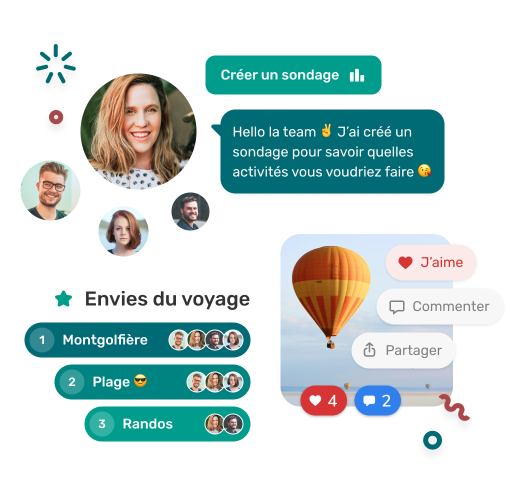 Créer un sondage
Hello la team ✌️ J'ai créé un
sondage pour savoir quelles
activités vous voudriez faire 😘
J'aime
Commenter
Partager
4
2
Envies du voyage
1 Montgolfière
2 Plage 😎
3 Randos